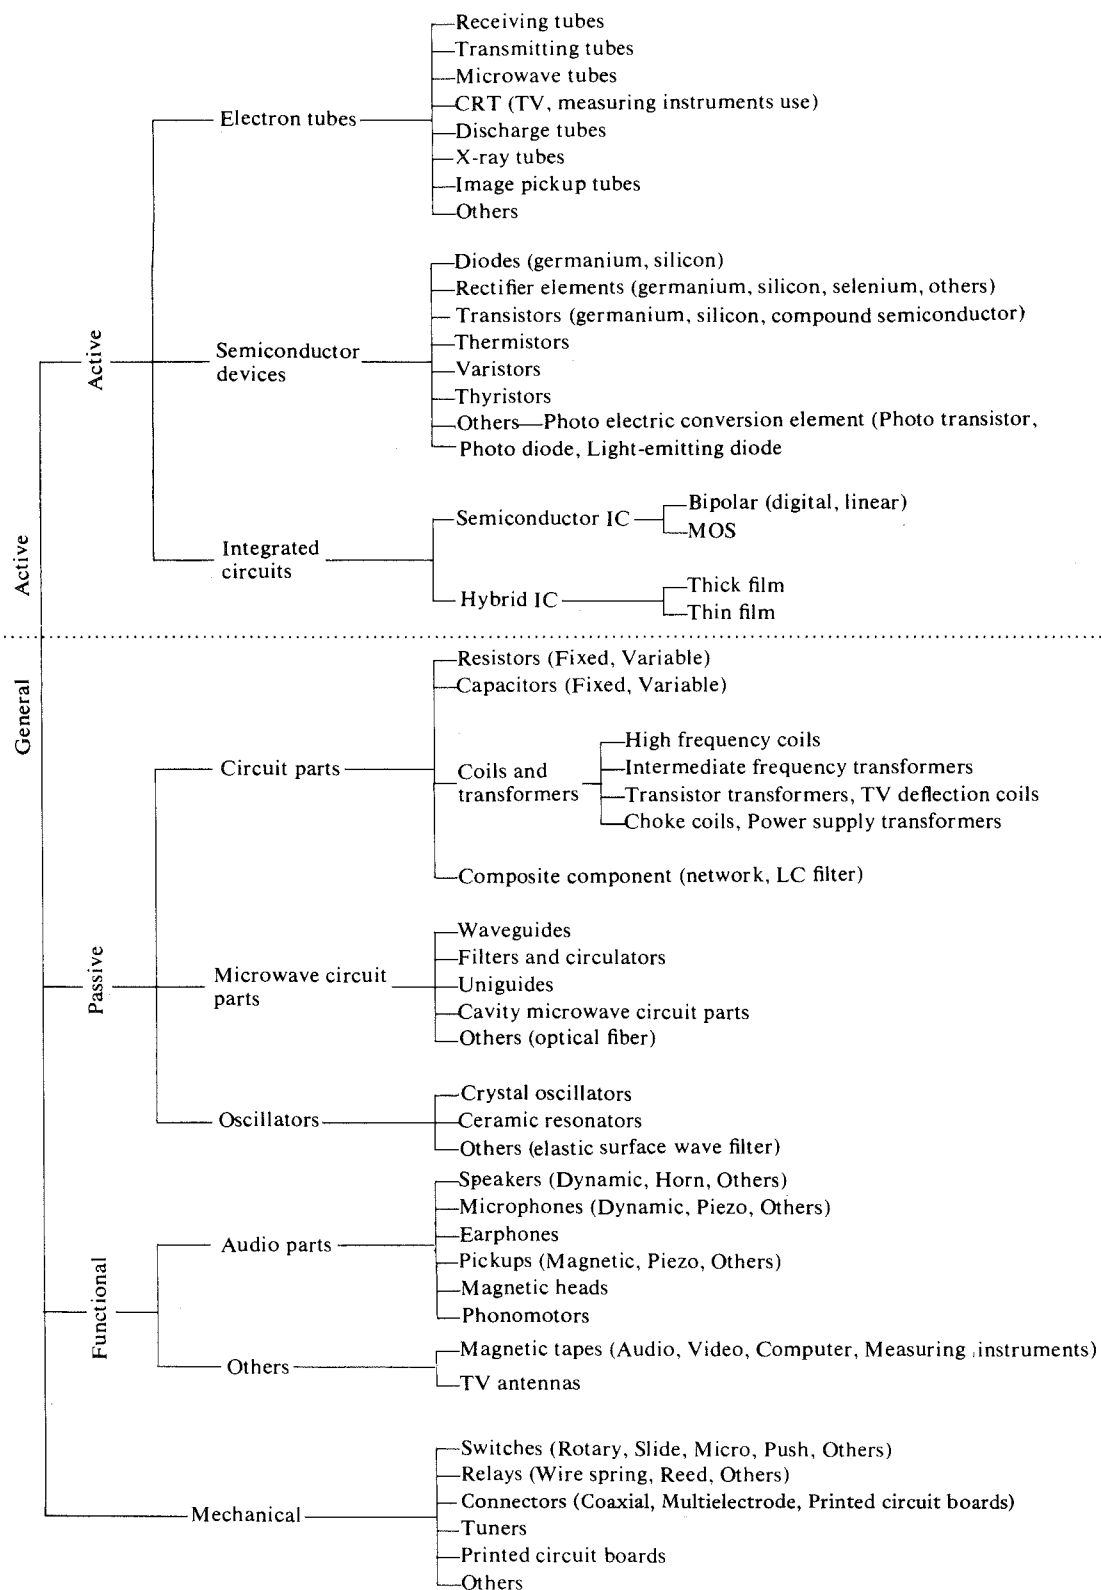 Receiving tubes
Transmitting tubes
Microwave tubes
Electron tubes
CRT (TV, measuring instruments use)
Discharge tubes
X-ray tubes
Image pickup tubes
Others
Diodes (germanium, silicon)
Rectifier elements (germanium, silicon, selenium, others)
Transistors (germanium, silicon, compound semiconductor)
Active
Semiconductor
devices
Thermistors
Varistors
Thyristors
Others—Photo electric conversion element (Photo transistor,
Photo diode, Light-emitting diode
Active
Integrated
circuits
Semiconductor IC
Bipolar (digital, linear)
MOS
Hybrid IC
Thick film
Thin film
General
Resistors (Fixed, Variable)
Capacitors (Fixed, Variable)
Circuit parts
Coils and
transformers
High frequency coils
Intermediate frequency transformers
Transistor transformers, TV deflection coils
Choke coils, Power supply transformers
Composite component (network, LC filter)
Passive
Microwave circuit
parts
Waveguides
Filters and circulators
Uniguides
Cavity microwave circuit parts
Others (optical fiber)
Oscillators
Crystal oscillators
Ceramic resonators
Others (elastic surface wave filter)
Functional
Audio parts
Speakers (Dynamic, Horn, Others)
Microphones (Dynamic, Piezo, Others)
Earphones
Pickups (Magnetic, Piezo, Others)
Magnetic heads
Phonomotors
Others
Magnetic tapes (Audio, Video, Computer, Measuring instruments)
TV antennas
Mechanical
Switches (Rotary, Slide, Micro, Push, Others)
Relays (Wire spring, Reed, Others)
Connectors (Coaxial, Multielectrode, Printed circuit boards)
Tuners
Printed circuit boards
Others